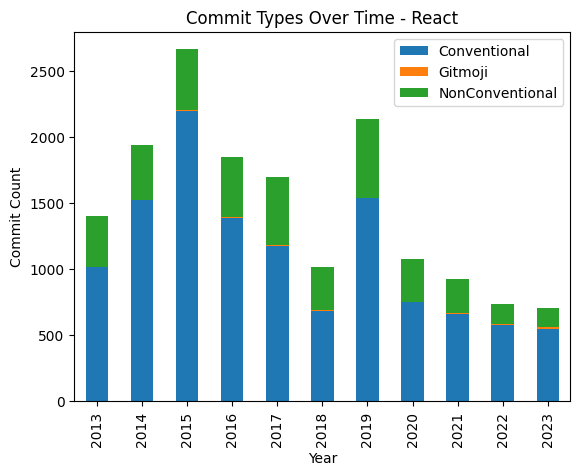 Commit Types Over Time - React
Conventional
Gitmoji
NonConventional
Commit Count
2500
2000
1500
1000
500
0
2013
2014
2015
2016
2017
2018
2019
2020
2021
2022
2023
Year